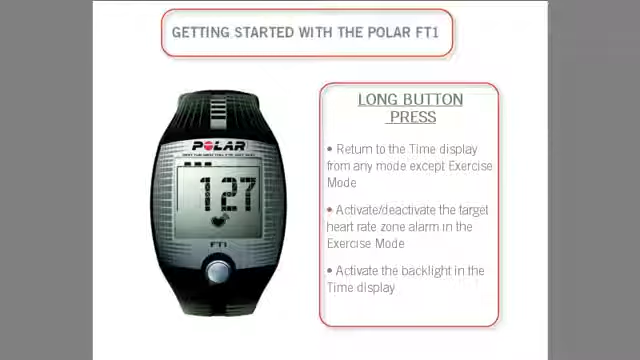 GETTING STARTED WITH THE POLAR FT1
LONG BUTTON
PRESS
• Return to the Time display
from any mode except Exercise
Mode
• Activate/deactivate the target
heart rate zone alarm in the
Exercise Mode
• Activate the backlight in the
Time display
POLAR
127
FT1